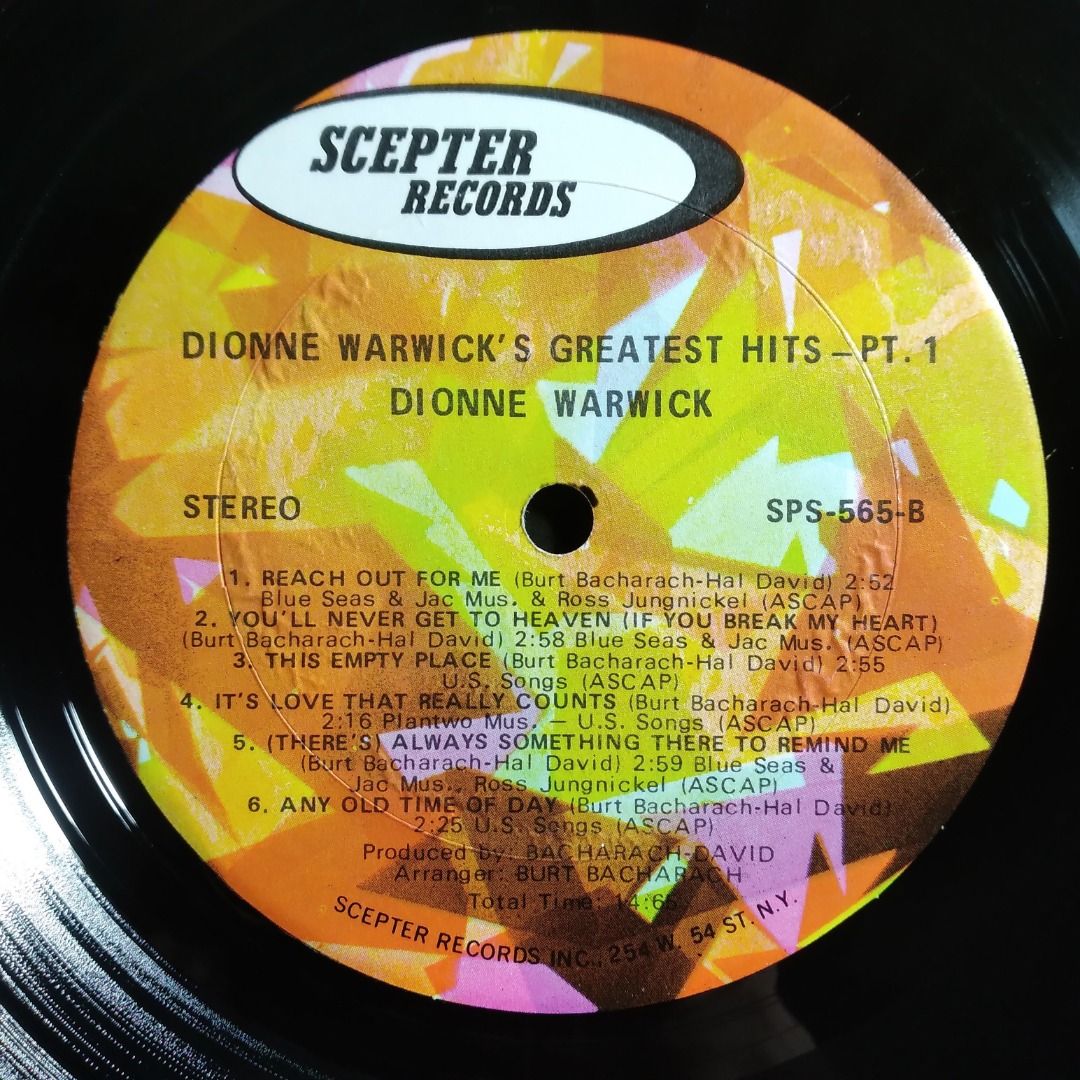 SCEPTER
RECORDS
DIONNE WARWICK'S GREATEST HITS – PT. 1
DIONNE WARWICK
STEREO SPS-565-B
1. REACH OUT FOR ME (Burt Bacharach-Hal David) 2:52
Blue Seas & Jac Mus. & Ross Jungnickel (ASCAP)
2. YOU'LL NEVER GET TO HEAVEN (IF YOU BREAK MY HEART)
(Burt Bacharach-Hal David) 2:58 Blue Seas & Jac Mus. (ASCAP)
3. THIS EMPTY PLACE (Burt Bacharach-Hal David) 2:55
U.S. Songs (ASCAP)
4. IT'S LOVE THAT REALLY COUNTS (Burt Bacharach-Hal David)
2:16 Plantwo Mus. – U.S. Songs (ASCAP)
5. (THERE'S) ALWAYS SOMETHING THERE TO REMIND ME
(Burt Bacharach-Hal David) 2:59 Blue Seas &
Jac Mus., Ross Jungnickel (ASCAP)
6. ANY OLD TIME OF DAY (Burt Bacharach-Hal David)
2:25 U.S. Songs (ASCAP)
Produced by: BACHARACH-DAVID
Arranger: BURT BACHARACH
Total Time:
SCEPTER RECORDS INC., 254 W. 54 ST. N.Y.